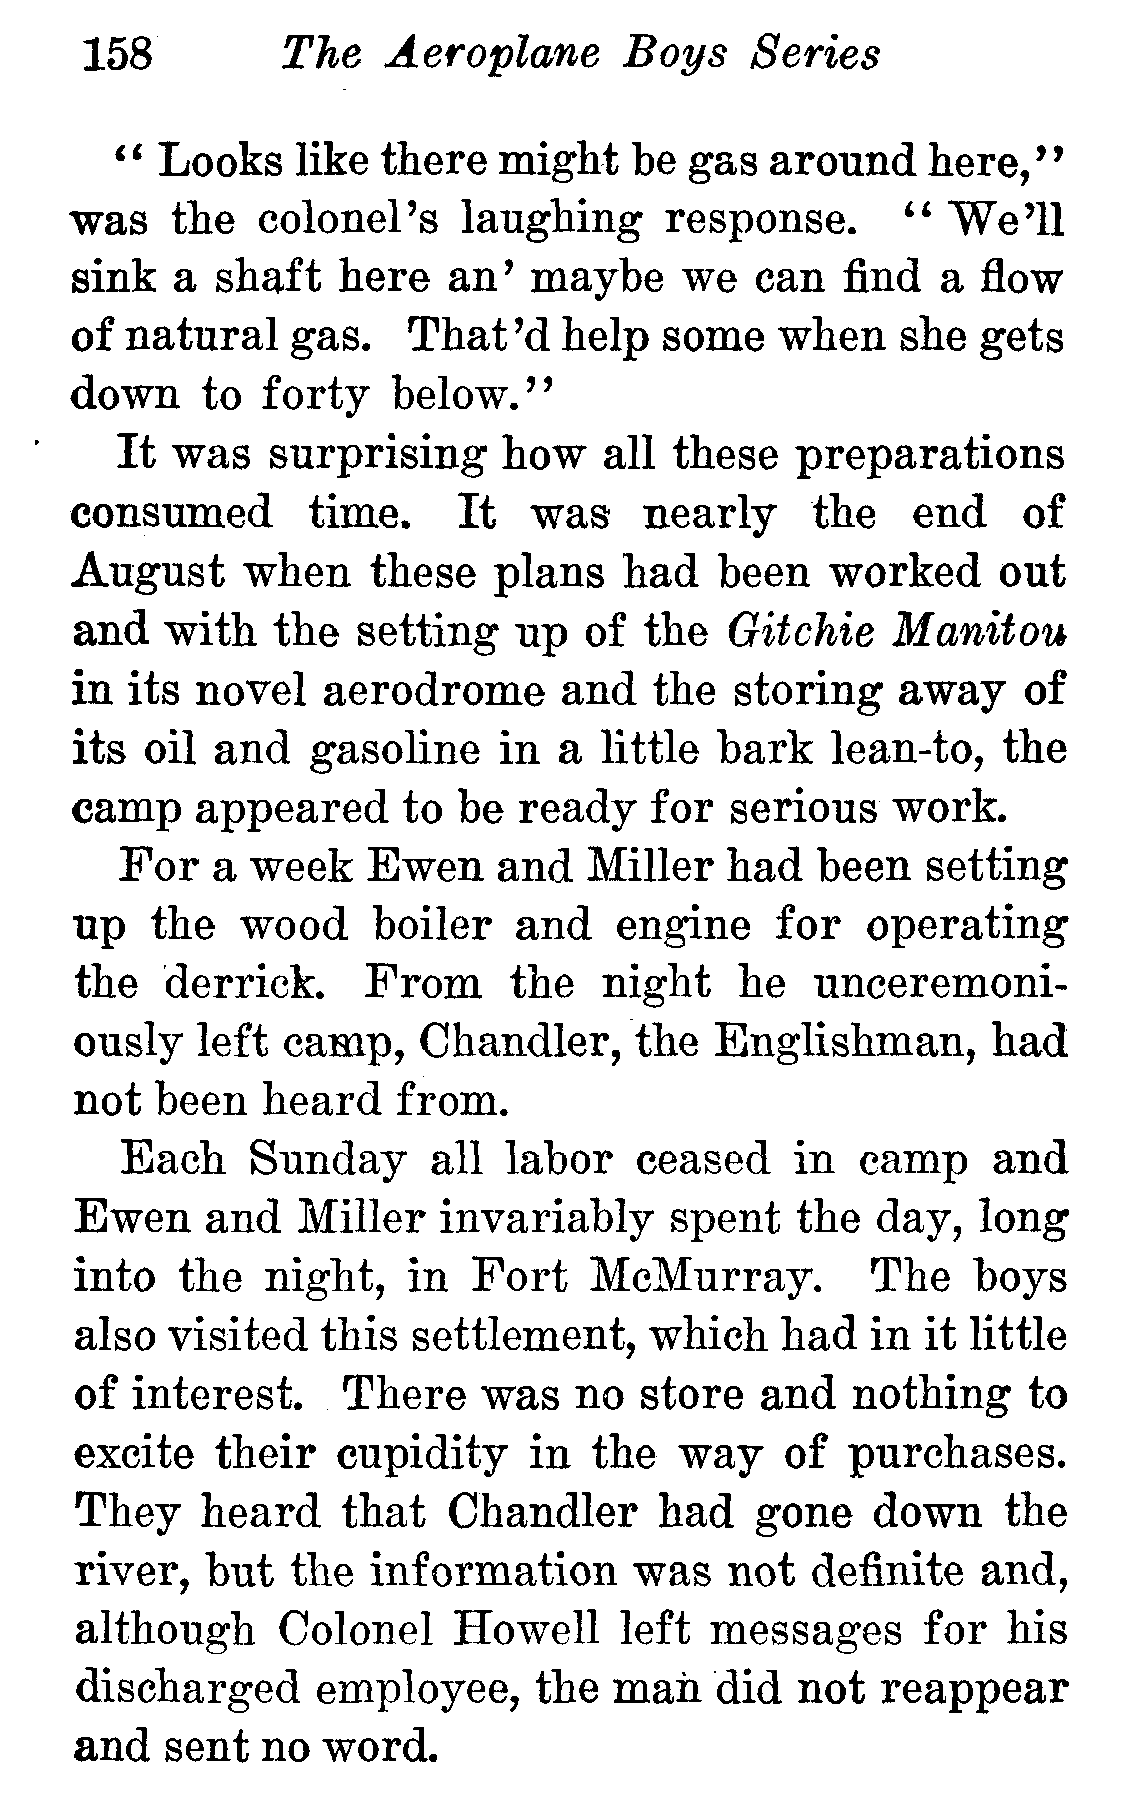 158 The Aeroplane Boys Series
“ Looks like there might be gas around here,”
was the colonel’s laughing response. “ We’ll
sink a shaft here an’ maybe we can find a flow
of natural gas. That’d help some when she gets
down to forty below.”
It was surprising how all these preparations
consumed time. It was nearly the end of
August when these plans had been worked out
and with the setting up of the Gitchie Manitou
in its novel aerodrome and the storing away of
its oil and gasoline in a little bark lean-to, the
camp appeared to be ready for serious work.
For a week Ewen and Miller had been setting
up the wood boiler and engine for operating
the derrick. From the night he unceremoni-
ously left camp, Chandler, the Englishman, had
not been heard from.
Each Sunday all labor ceased in camp and
Ewen and Miller invariably spent the day, long
into the night, in Fort McMurray. The boys
also visited this settlement, which had in it little
of interest. There was no store and nothing to
excite their cupidity in the way of purchases.
They heard that Chandler had gone down the
river, but the information was not definite and,
although Colonel Howell left messages for his
discharged employee, the man did not reappear
and sent no word.